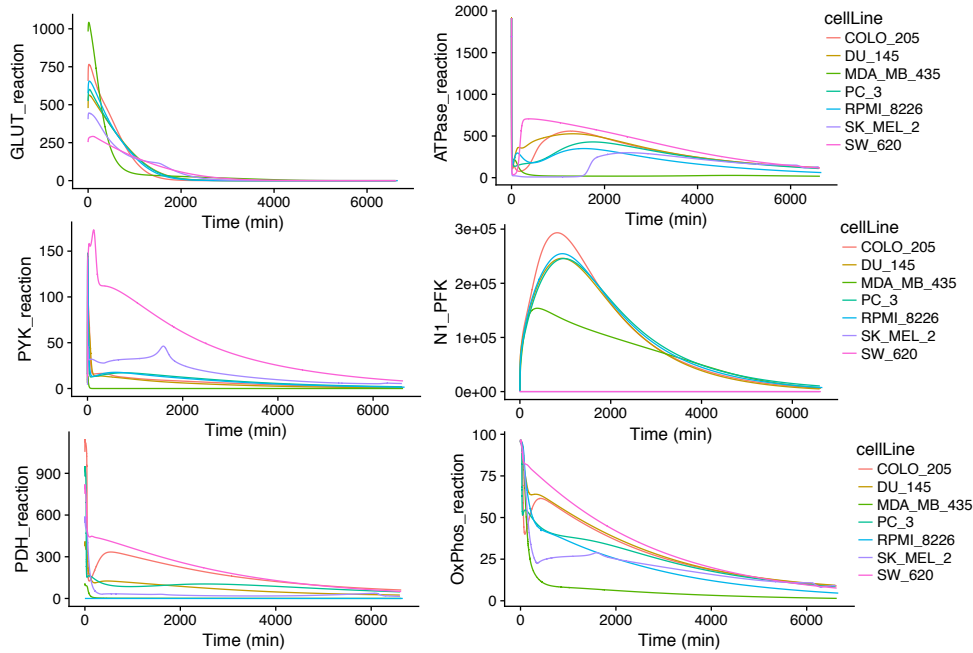 GLUT_reaction
1000
750
500
250
0
0
2000
4000
6000
Time (min)
ATPase_reaction
2000
1500
1000
500
0
0
2000
4000
6000
Time (min)
cellLine
COLO_205
DU_145
MDA_MB_435
PC_3
RPMI_8226
SK_MEL_2
SW_620
PYK_reaction
150
100
50
0
0
2000
4000
6000
Time (min)
N1_PFK
3e+05
2e+05
1e+05
0e+00
0
2000
4000
6000
Time (min)
cellLine
COLO_205
DU_145
MDA_MB_435
PC_3
RPMI_8226
SK_MEL_2
SW_620
PDH_reaction
900
600
300
0
0
2000
4000
6000
Time (min)
OxPhos_reaction
100
75
50
25
0
0
2000
4000
6000
Time (min)
cellLine
COLO_205
DU_145
MDA_MB_435
PC_3
RPMI_8226
SK_MEL_2
SW_620